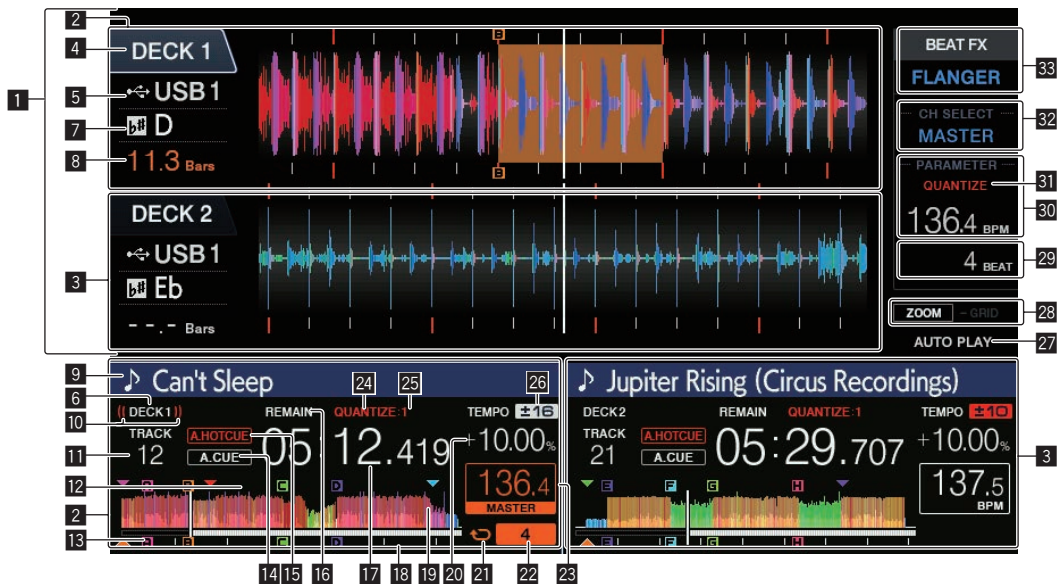 1
2
4 DECK 1
B
BEAT FX
33
FLANGER
5 USB 1
CH SELECT
32
MASTER
7 b# D
PARAMETER
31
QUANTIZE
8 11.3 Bars
B
136.4 BPM
30
DECK 2
4 BEAT
29
USB 1
3
b# Eb
ZOOM -GRID
28
--.- Bars
AUTO PLAY
27
9 Can't Sleep
Jupiter Rising (Circus Recordings)
6
24
25
26
10 DECK1
REMAIN
QUANTIZE:1
TEMPO ±16
DECK2
REMAIN
QUANTIZE:1
TEMPO ±10
11 TRACK
12
A.HOTCUE
A.CUE
05:12.419
20
+10.00%
TRACK
21
A.HOTCUE
A.CUE
05:29.707
+10.00%
3
12
C
D
136.4
MASTER
E
F
G
H
137.5
BPM
2
13
B
C
D
4
E
F
G
H
14 15 16 17 18 19 20 21 22 23